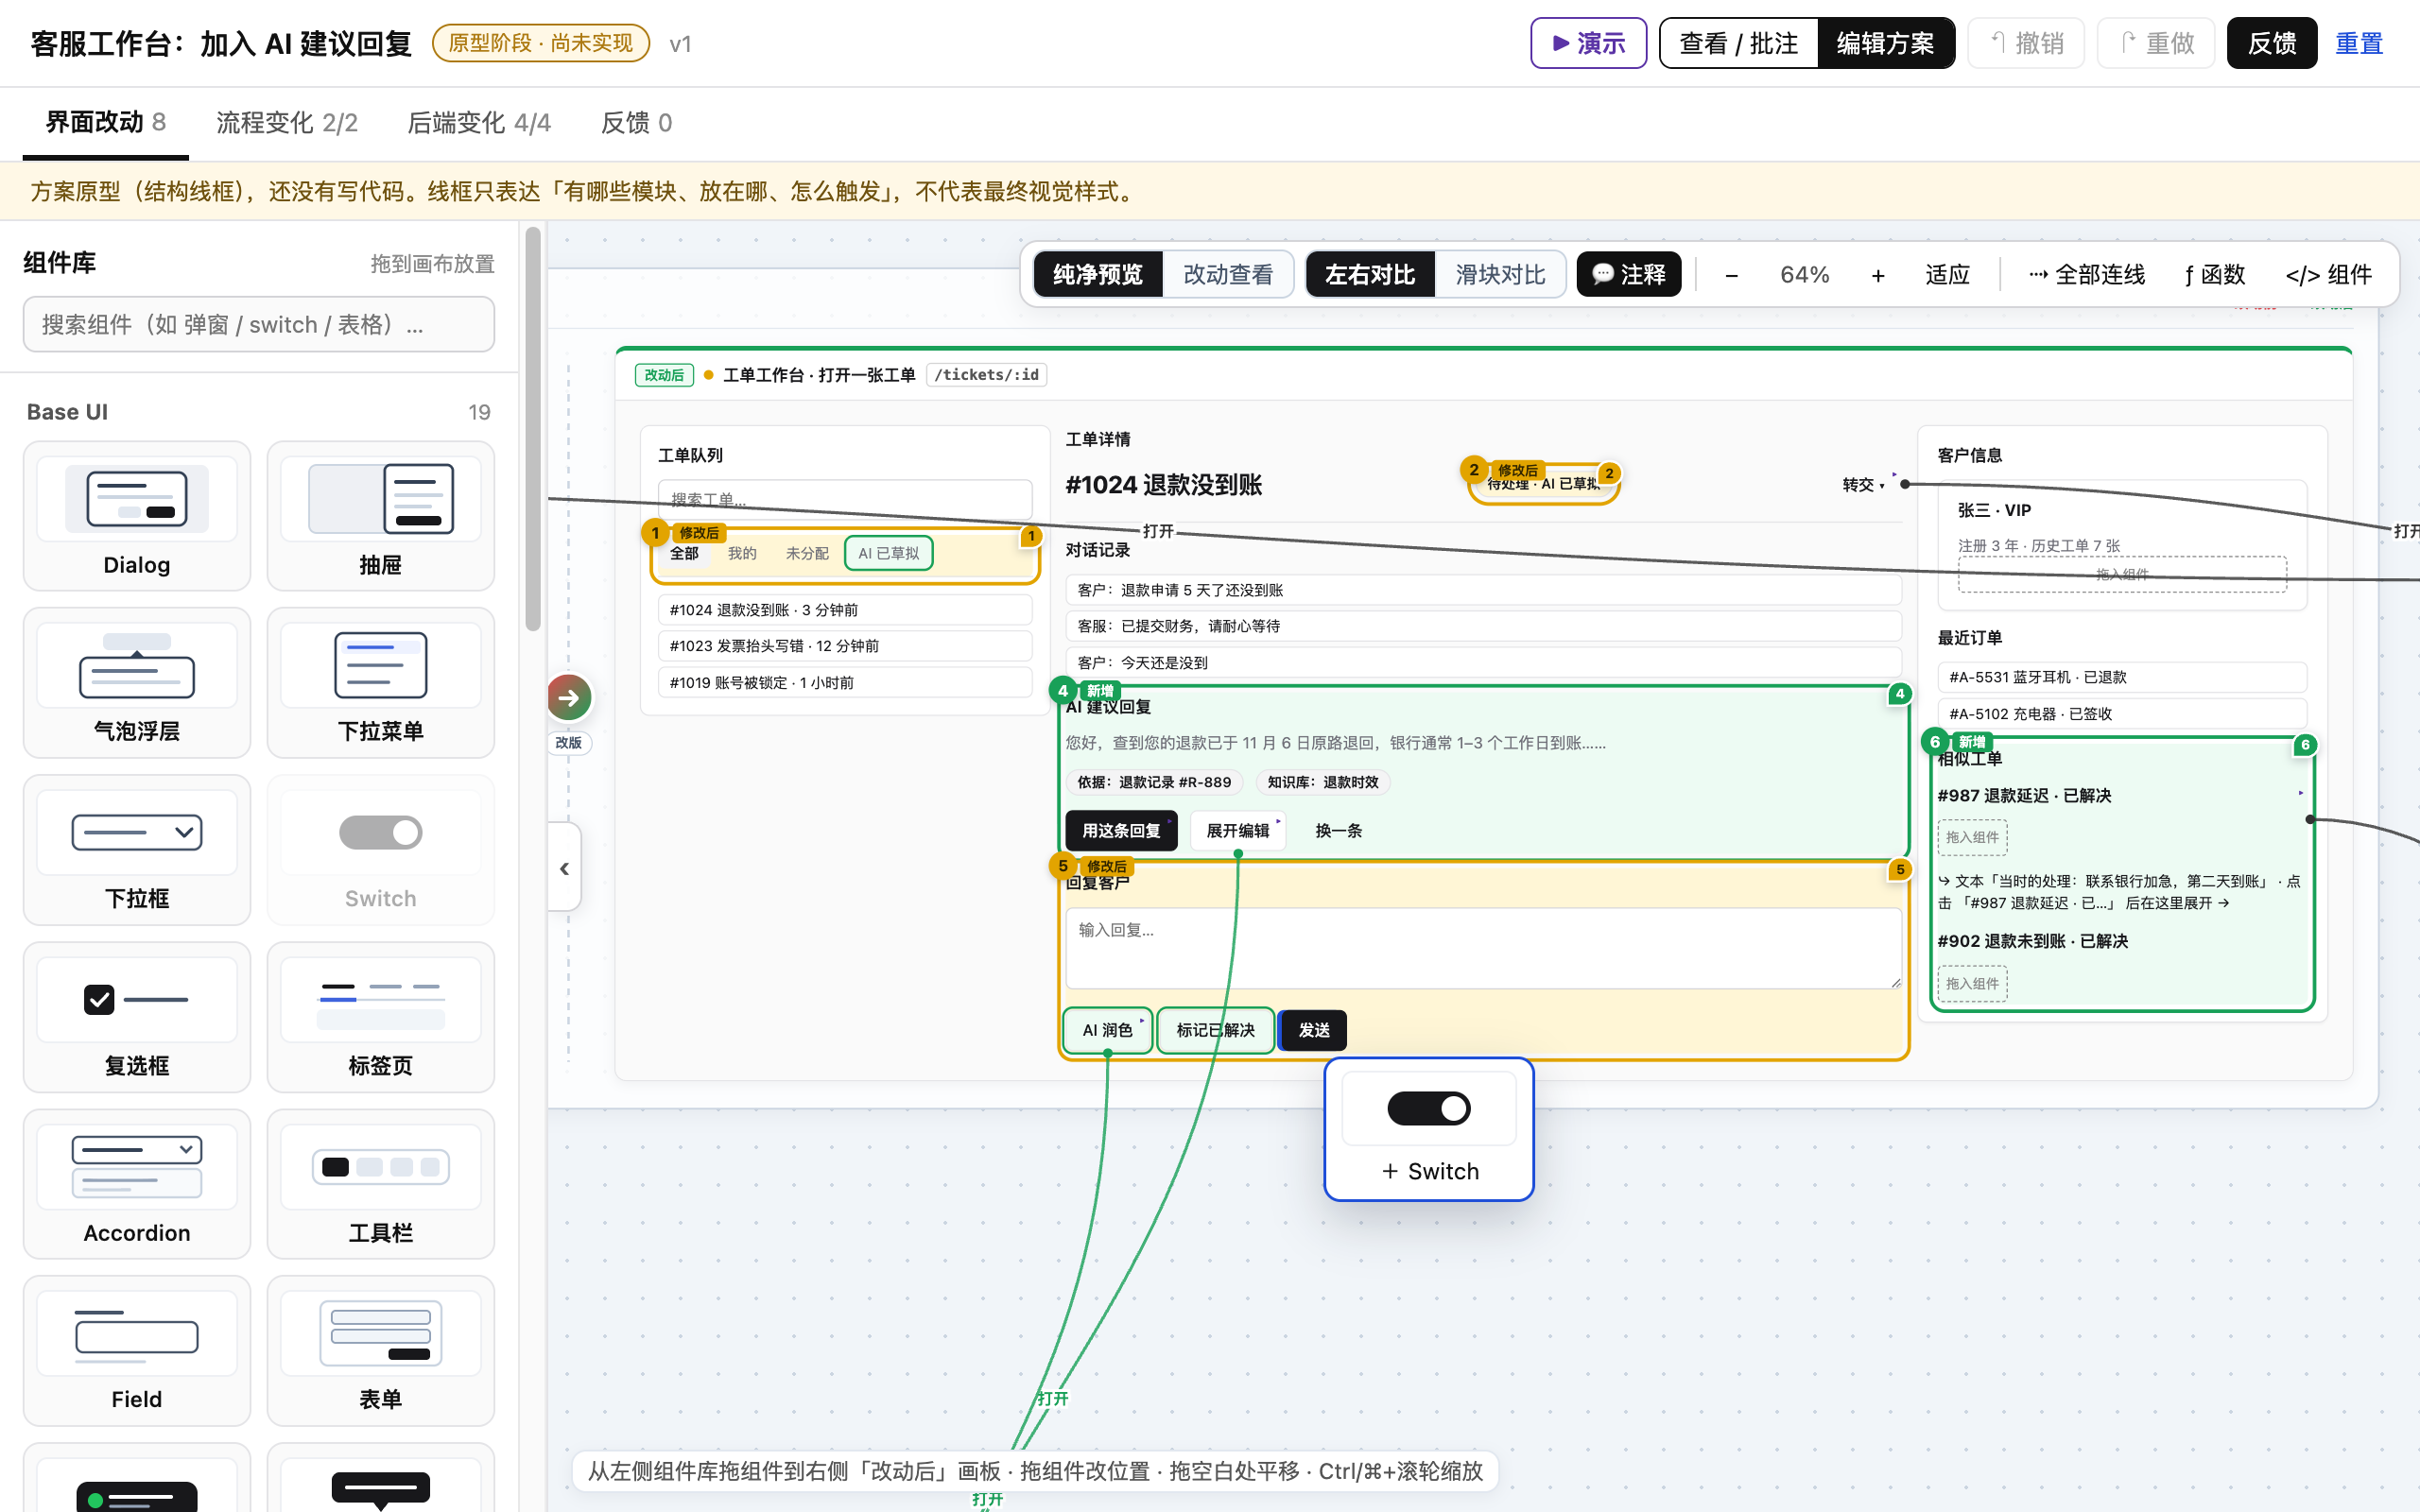 客服工作台：加入 AI 建议回复
原型阶段 · 尚未实现
v1
演示
查看 / 批注
编辑方案
撤销
重做
反馈
重置
界面改动 8
流程变化 2/2
后端变化 4/4
反馈 0
方案原型（结构线框），还没有写代码。线框只表达「有哪些模块、放在哪、怎么触发」，不代表最终视觉样式。
组件库
拖到画布放置
搜索组件（如 弹窗 / switch / 表格）...
Base UI
19
Dialog
抽屉
气泡浮层
下拉菜单
下拉框
Switch
复选框
标签页
Accordion
工具栏
Field
表单
纯净预览
改动查看
左右对比
滑块对比
注释
−
64%
+
适应
全部连线
ƒ 函数
</> 组件
改版
改动后
工单工作台 · 打开一张工单
/tickets/:id
工单队列
搜索工单...
1
修改后
1
全部
我的
未分配
AI 已草拟
#1024 退款没到账 · 3 分钟前
#1023 发票抬头写错 · 12 分钟前
#1019 账号被锁定 · 1 小时前
工单详情
#1024 退款没到账
2
修改后
2
待处理 · AI 已草拟
转交
打开
打开
对话记录
客户：退款申请 5 天了还没到账
客服：已提交财务，请耐心等待
客户：今天还是没到
4
新增
4
AI 建议回复
您好，查到您的退款已于 11 月 6 日原路退回，银行通常 1–3 个工作日到账……
依据：退款记录 #R-889
知识库：退款时效
用这条回复
展开编辑
换一条
5
修改后
5
回复客户
输入回复...
AI 润色
标记已解决
发送
客户信息
张三 · VIP
注册 3 年 · 历史工单 7 张
拖入组件
最近订单
#A-5531 蓝牙耳机 · 已退款
#A-5102 充电器 · 已签收
6
新增
6
相似工单
#987 退款延迟 · 已解决
拖入组件
↪ 文本「当时的处理：联系银行加急，第二天到账」 · 点
击 「#987 退款延迟 · 已...」 后在这里展开 →
#902 退款未到账 · 已解决
拖入组件
+ Switch
打开
从左侧组件库拖组件到右侧「改动后」画板 · 拖组件改位置 · 拖空白处平移 · Ctrl/⌘+滚轮缩放
打开